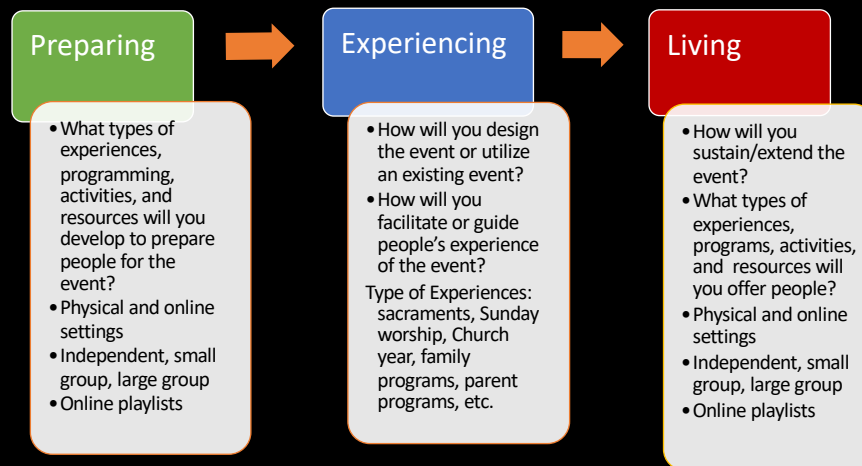 Preparing
• What types of
experiences,
programming,
activities, and
resources will you
develop to prepare
people for the
event?
• Physical and online
settings
• Independent, small
group, large group
• Online playlists
Experiencing
• How will you design
the event or utilize
an existing event?
• How will you
facilitate or guide
people's experience
of the event?
Type of Experiences:
sacraments, Sunday
worship, Church
year, family
programs, parent
programs, etc.
Living
• How will you
sustain/extend the
event?
• What types of
experiences,
programs, activities,
and resources will
you offer people?
• Physical and online
settings
• Independent, small
group, large group
• Online playlists